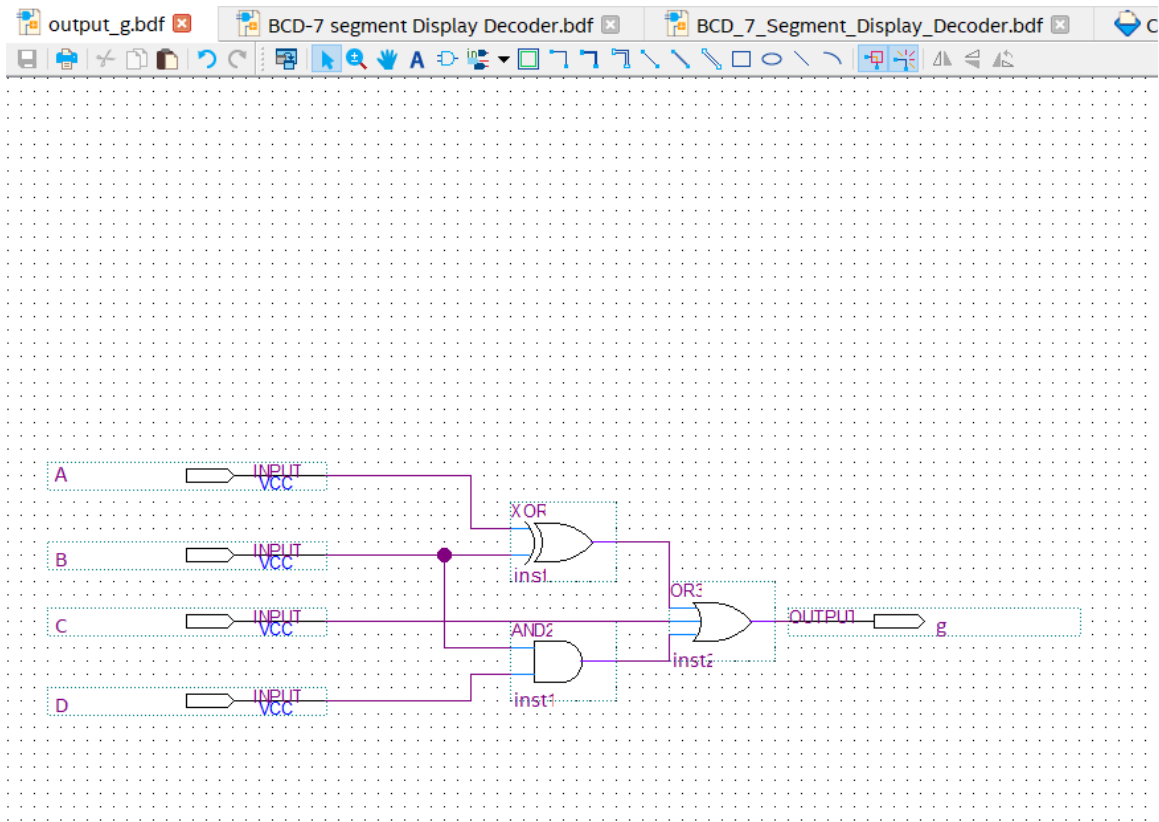 output_g.bdf BCD-7 segment Display Decoder.bdf BCD_7_Segment_Display_Decoder.bdf C
A INPUT
VCC
XOR
B INPUT
VCC
inst
OR3
C INPUT
VCC
OUTPUT g
AND2
inst2
inst1
D INPUT
VCC